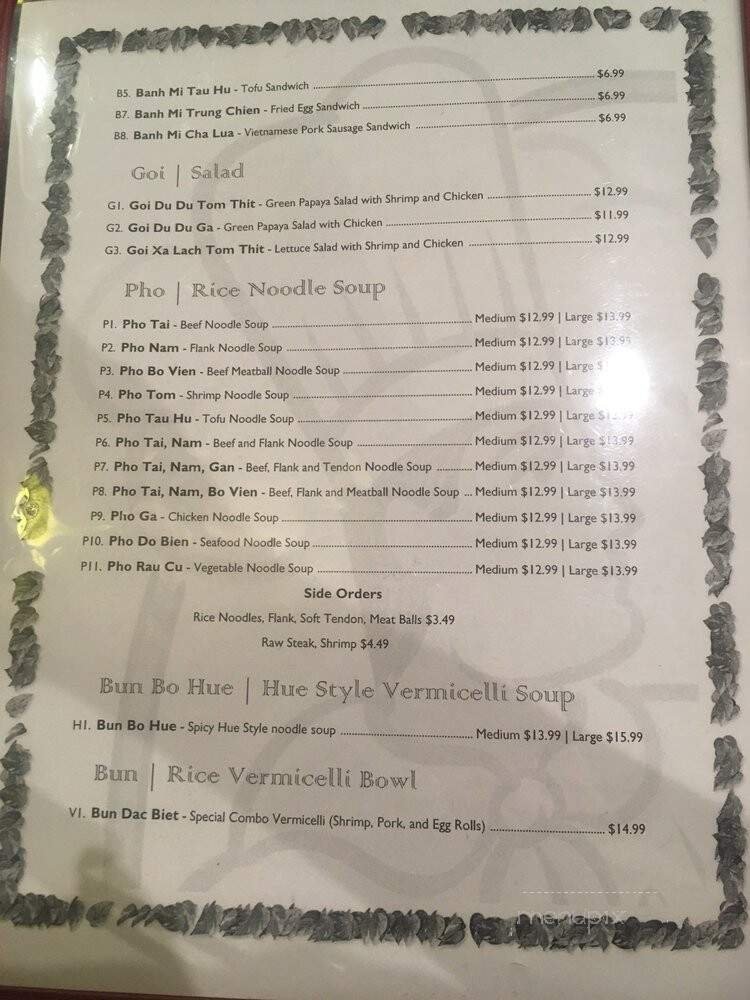 B5. Banh Mi Tau Hu - Tofu Sandwich ........ $6.99
B7. Banh Mi Trung Chien - Fried Egg Sandwich ........ $6.99
B8. Banh Mi Cha Lua - Vietnamese Pork Sausage Sandwich ........ $6.99
Goi | Salad
G1. Goi Du Du Tom Thit - Green Papaya Salad with Shrimp and Chicken ........ $12.99
G2. Goi Du Du Ga - Green Papaya Salad with Chicken ........ $11.99
G3. Goi Xa Lach Tom Thit - Lettuce Salad with Shrimp and Chicken ........ $12.99
Pho | Rice Noodle Soup
P1. Pho Tai - Beef Noodle Soup ........ Medium $12.99 | Large $13.99
P2. Pho Nam - Flank Noodle Soup ........ Medium $12.99 | Large $13.99
P3. Pho Bo Vien - Beef Meatball Noodle Soup ........ Medium $12.99 | Large
P4. Pho Tom - Shrimp Noodle Soup ........ Medium $12.99 | Large
P5. Pho Tau Hu - Tofu Noodle Soup ........ Medium $12.99 | Large
P6. Pho Tai, Nam - Beef and Flank Noodle Soup ........ Medium $12.99 | Large $13.99
P7. Pho Tai, Nam, Gan - Beef, Flank and Tendon Noodle Soup ........ Medium $12.99 | Large $13.99
P8. Pho Tai, Nam, Bo Vien - Beef, Flank and Meatball Noodle Soup ... Medium $12.99 | Large $13.99
P9. Pho Ga - Chicken Noodle Soup ........ Medium $12.99 | Large $13.99
P10. Pho Do Bien - Seafood Noodle Soup ........ Medium $12.99 | Large $13.99
P11. Pho Rau Cu - Vegetable Noodle Soup ........ Medium $12.99 | Large $13.99
Side Orders
Rice Noodles, Flank, Soft Tendon, Meat Balls $3.49
Raw Steak, Shrimp $4.49
Bun Bo Hue | Hue Style Vermicelli Soup
H1. Bun Bo Hue - Spicy Hue Style noodle soup ........ Medium $13.99 | Large $15.99
Bun | Rice Vermicelli Bowl
V1. Bun Dac Biet - Special Combo Vermicelli (Shrimp, Pork, and Egg Rolls) ........ $14.99
menupix